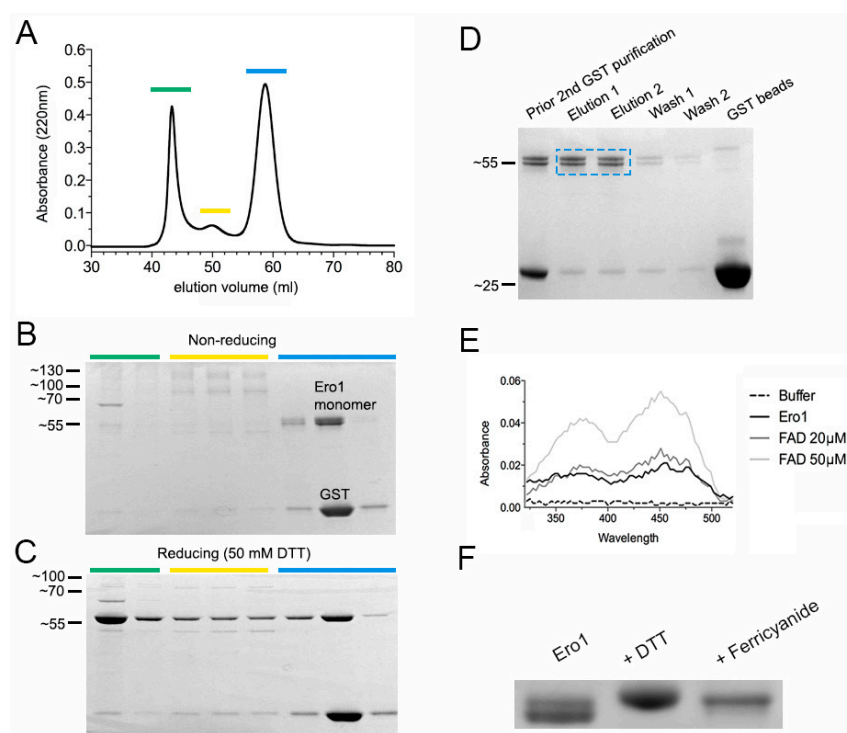 A
0.6
0.5
0.4
0.3
0.2
0.1
0.0
Absorbance (220nm)
30 40 50 60 70 80
elution volume (ml)
B
Non-reducing
~130
~100
~70
~55
Ero1
monomer
GST
C
Reducing (50 mM DTT)
~100
~70
~55
D
Prior 2nd GST purification
Elution 1
Elution 2
Wash 1
Wash 2
GST beads
~55
~25
E
0.06
0.04
0.02
0.00
Absorbance
350 400 450 500
Wavelength
Buffer
Ero1
FAD 20µM
FAD 50µM
F
Ero1
+ DTT
+ Ferricyanide